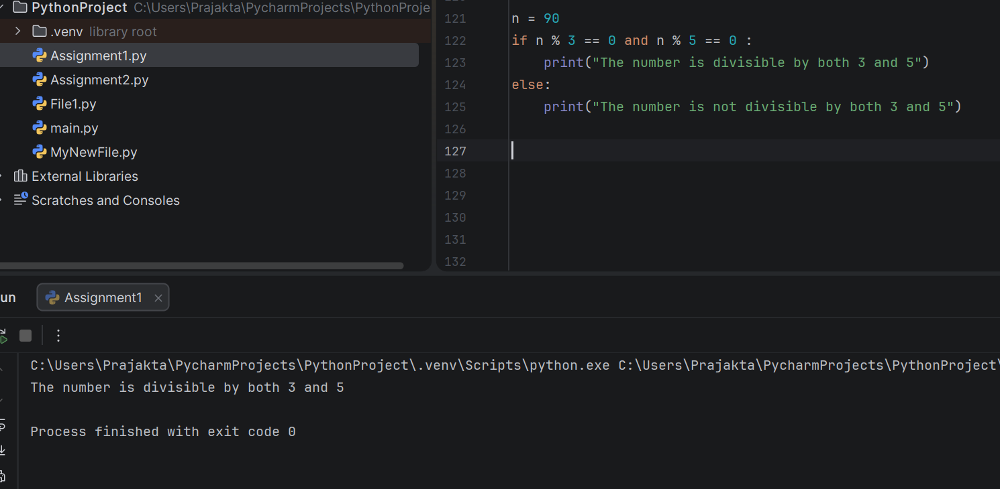 PythonProject C:\Users\Prajakta\PycharmProjects\PythonProje
.venv library root
Assignment1.py
Assignment2.py
File1.py
main.py
MyNewFile.py
External Libraries
Scratches and Consoles
121 n = 90
122 if n % 3 == 0 and n % 5 == 0 :
123     print("The number is divisible by both 3 and 5")
124 else:
125     print("The number is not divisible by both 3 and 5")
126
127
128
129
130
131
132
un Assignment1
C:\Users\Prajakta\PycharmProjects\PythonProject\.venv\Scripts\python.exe C:\Users\Prajakta\PycharmProjects\PythonProject\
The number is divisible by both 3 and 5
Process finished with exit code 0